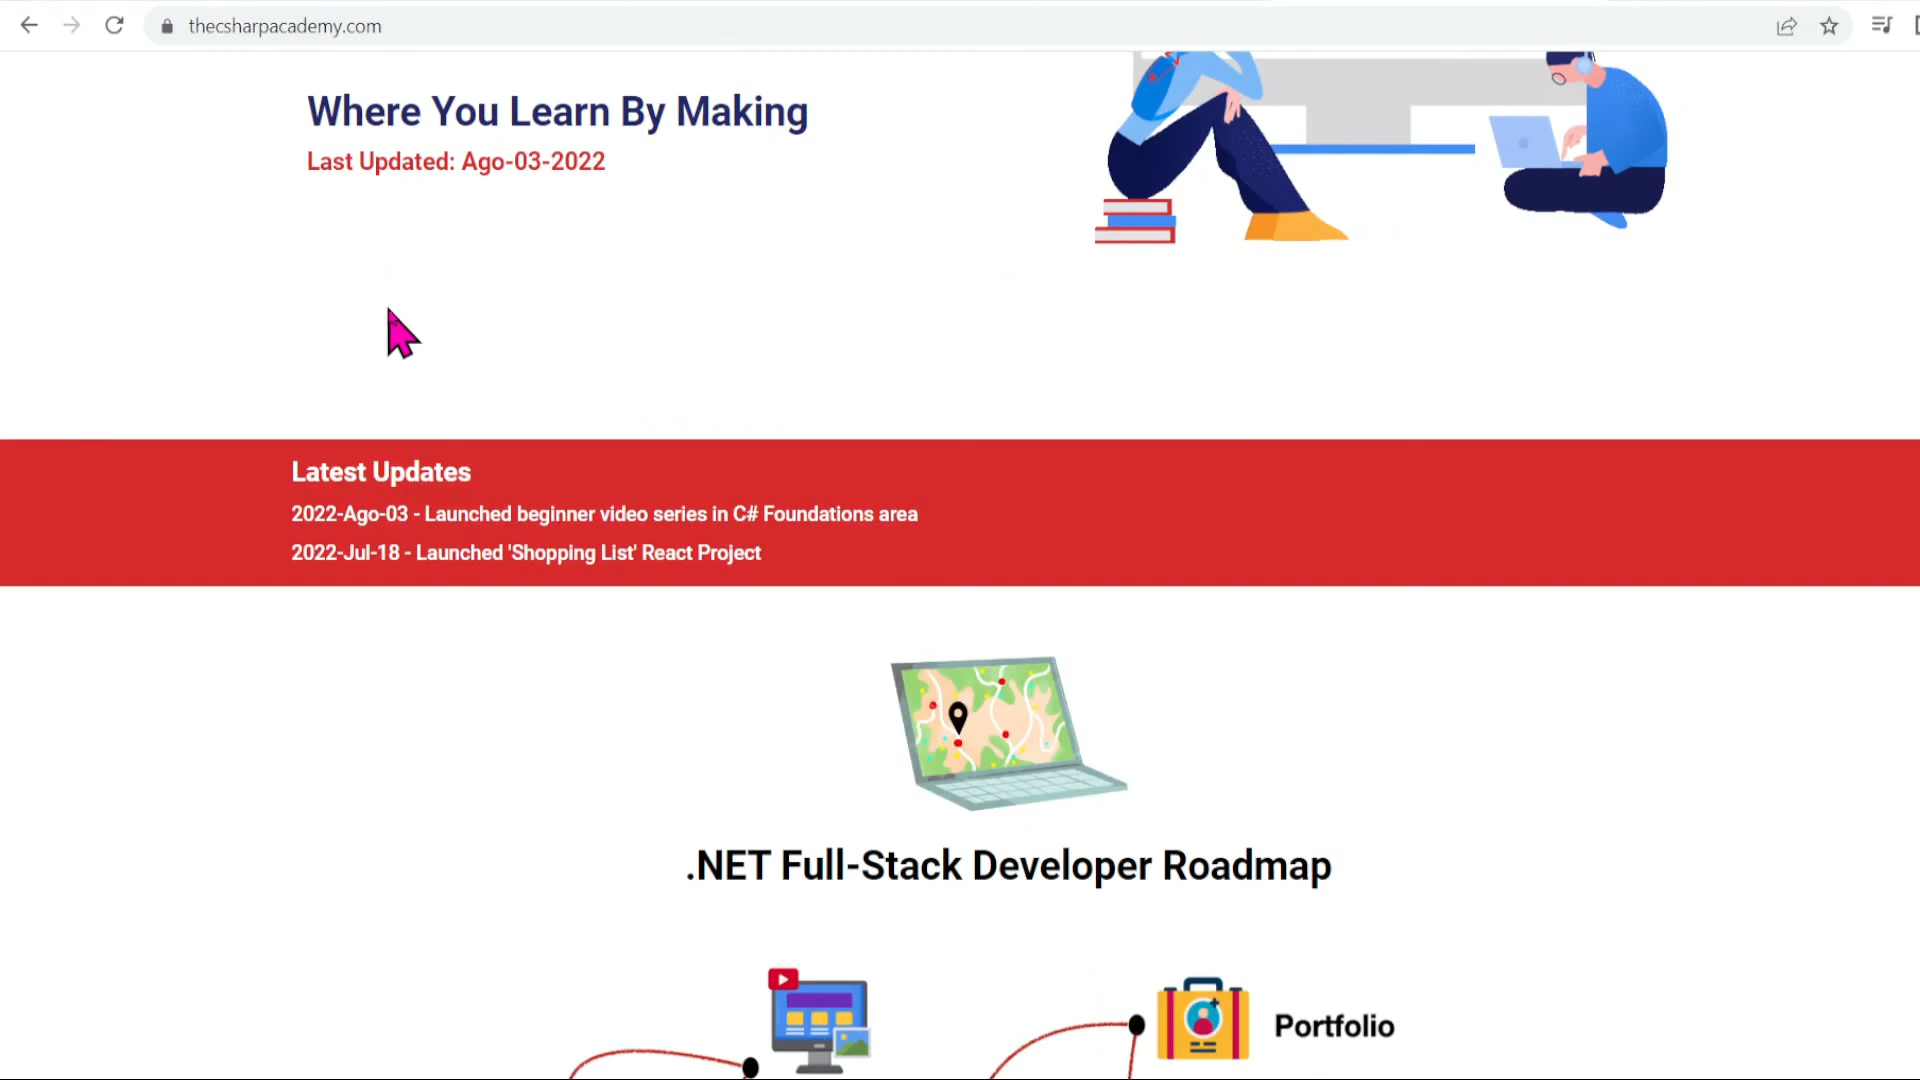 thecsharpacademy.com
Where You Learn By Making
Last Updated: Ago-03-2022
Latest Updates
2022-Ago-03 - Launched beginner video series in C# Foundations area
2022-Jul-18 - Launched 'Shopping List' React Project
.NET Full-Stack Developer Roadmap
Portfolio